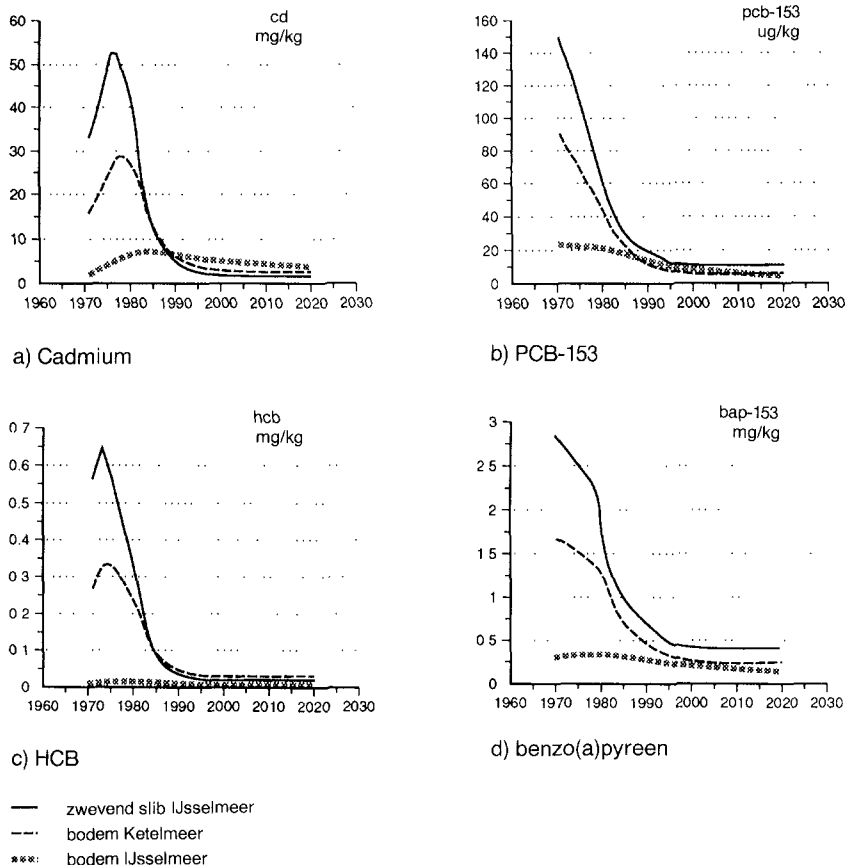 cd
mg/kg
60
50
40
30
20
10
0
1960 1970 1980 1990 2000 2010 2020 2030
a) Cadmium
pcb-153
ug/kg
160
140
120
100
80
60
40
20
0
1960 1970 1980 1990 2000 2010 2020 2030
b) PCB-153
hcb
mg/kg
0 7
0.6
0.5
0.4
0.3
0 2
0 1
0
1960 1970 1980 1990 2000 2010 2020 2030
c) HCB
bap-153
mg/kg
3
2 5
2
1 5
1
0 5
0
1960 1970 1980 1990 2000 2010 2020 2030
d) benzo(a)pyreen
zwevend slib IJsselmeer
bodem Ketelmeer
bodem IJsselmeer